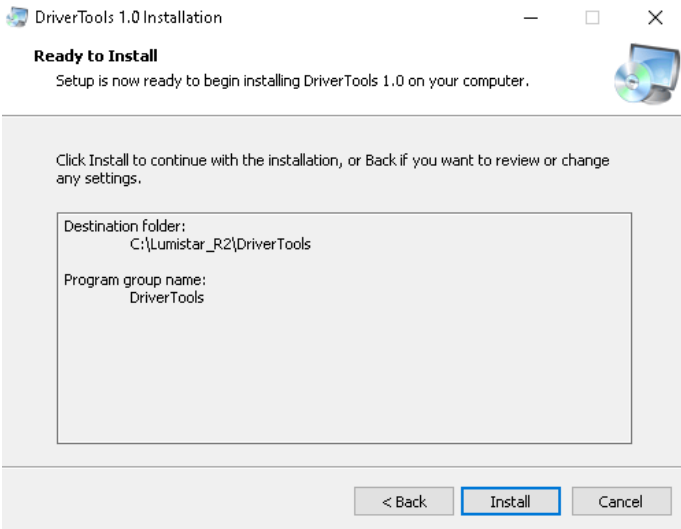 DriverTools 1.0 Installation
Ready to Install
Setup is now ready to begin installing DriverTools 1.0 on your computer.
Click Install to continue with the installation, or Back if you want to review or change
any settings.
Destination folder:
C:\Lumistar_R2\DriverTools
Program group name:
DriverTools
< Back
Install
Cancel